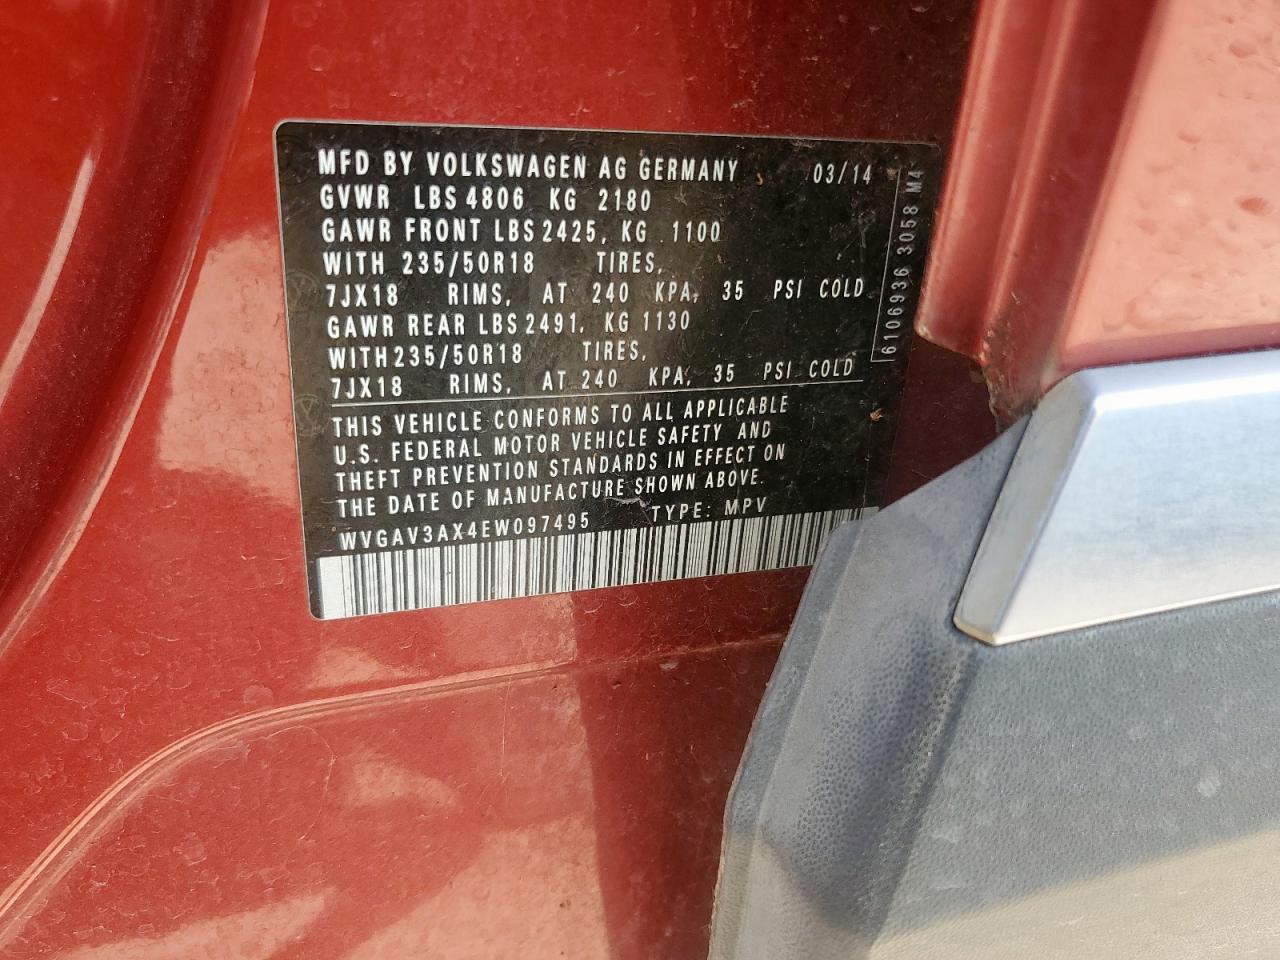 MFD BY VOLKSWAGEN AG GERMANY 03/14
GVWR LBS 4806 KG 2180
GAWR FRONT LBS 2425, KG 1100
WITH 235/50R18 TIRES,
7JX18 RIMS, AT 240 KPA, 35 PSI COLD
GAWR REAR LBS 2491, KG 1130
WITH 235/50R18 TIRES,
7JX18 RIMS, AT 240 KPA, 35 PSI COLD
THIS VEHICLE CONFORMS TO ALL APPLICABLE
U.S. FEDERAL MOTOR VEHICLE SAFETY AND
THEFT PREVENTION STANDARDS IN EFFECT ON
THE DATE OF MANUFACTURE SHOWN ABOVE.
WVGAV3AX4EW097495 TYPE: MPV
6106936 3058 M4